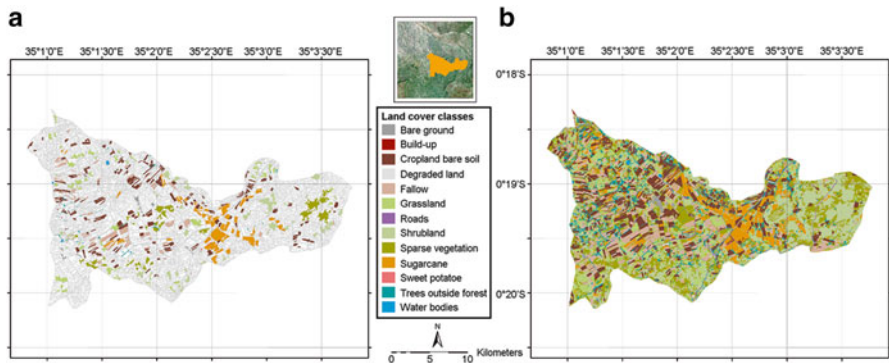 a
35°1'0"E 35°1'30"E 35°2'0"E 35°2'30"E 35°3'0"E 35°3'30"E
Land cover classes
Bare ground
Build-up
Cropland bare soil
Degraded land
Fallow
Grassland
Roads
Shrubland
Sparse vegetation
Sugarcane
Sweet potatoe
Trees outside forest
Water bodies
N
Kilometers
0 5 10
b
35°1'0"E 35°1'30"E 35°2'0"E 35°2'30"E 35°3'0"E 35°3'30"E
0°18'S
0°19'S
0°20'S